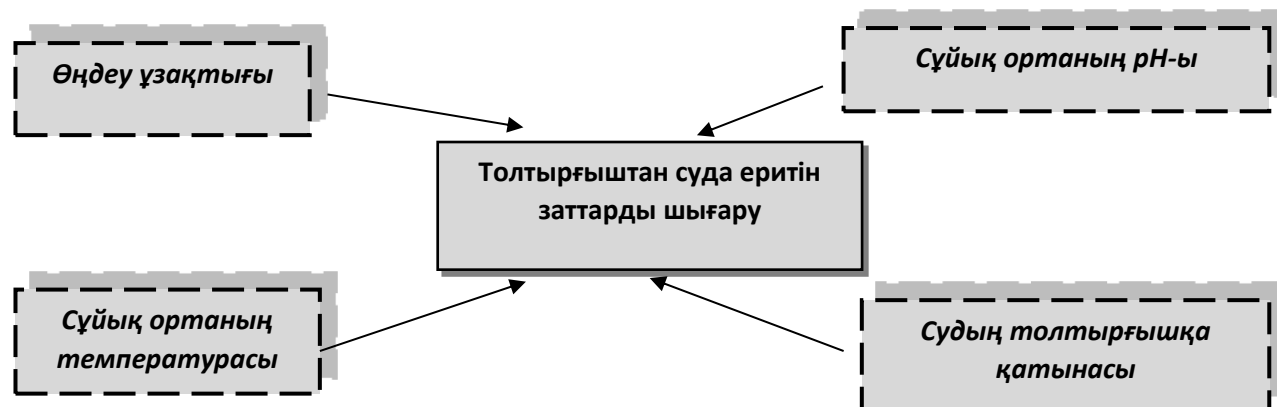 Өңдеу ұзақтығы
Сұйық ортаның рН-ы
Толтырғыштан суда еритін
заттарды шығару
Сұйық ортаның
температурасы
Судың толтырғышқа
қатынасы